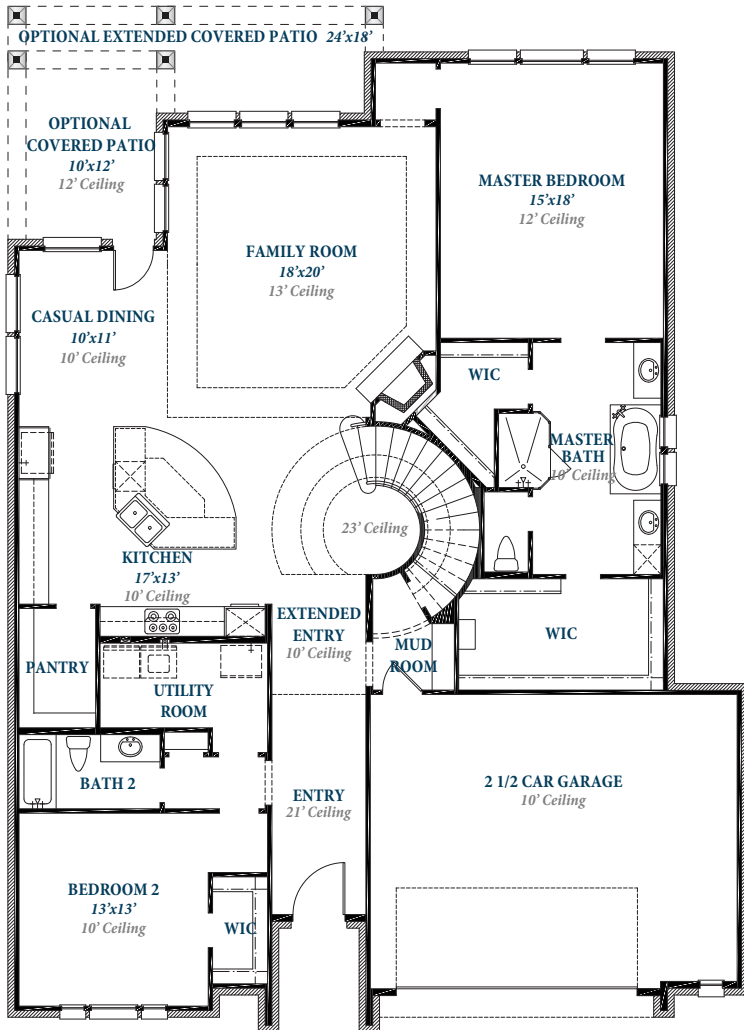 OPTIONAL EXTENDED COVERED PATIO 24'x18'
OPTIONAL
COVERED PATIO
10'x12'
12' Ceiling
MASTER BEDROOM
15'x18'
12' Ceiling
FAMILY ROOM
18'x20'
13' Ceiling
CASUAL DINING
10'x11'
10' Ceiling
WIC
MASTER
BATH
10' Ceiling
23' Ceiling
KITCHEN
17'x13'
10' Ceiling
EXTENDED
ENTRY
10' Ceiling
MUD
ROOM
WIC
PANTRY
UTILITY
ROOM
BATH 2
ENTRY
21' Ceiling
2 1/2 CAR GARAGE
10' Ceiling
BEDROOM 2
13'x13'
10' Ceiling
WIC